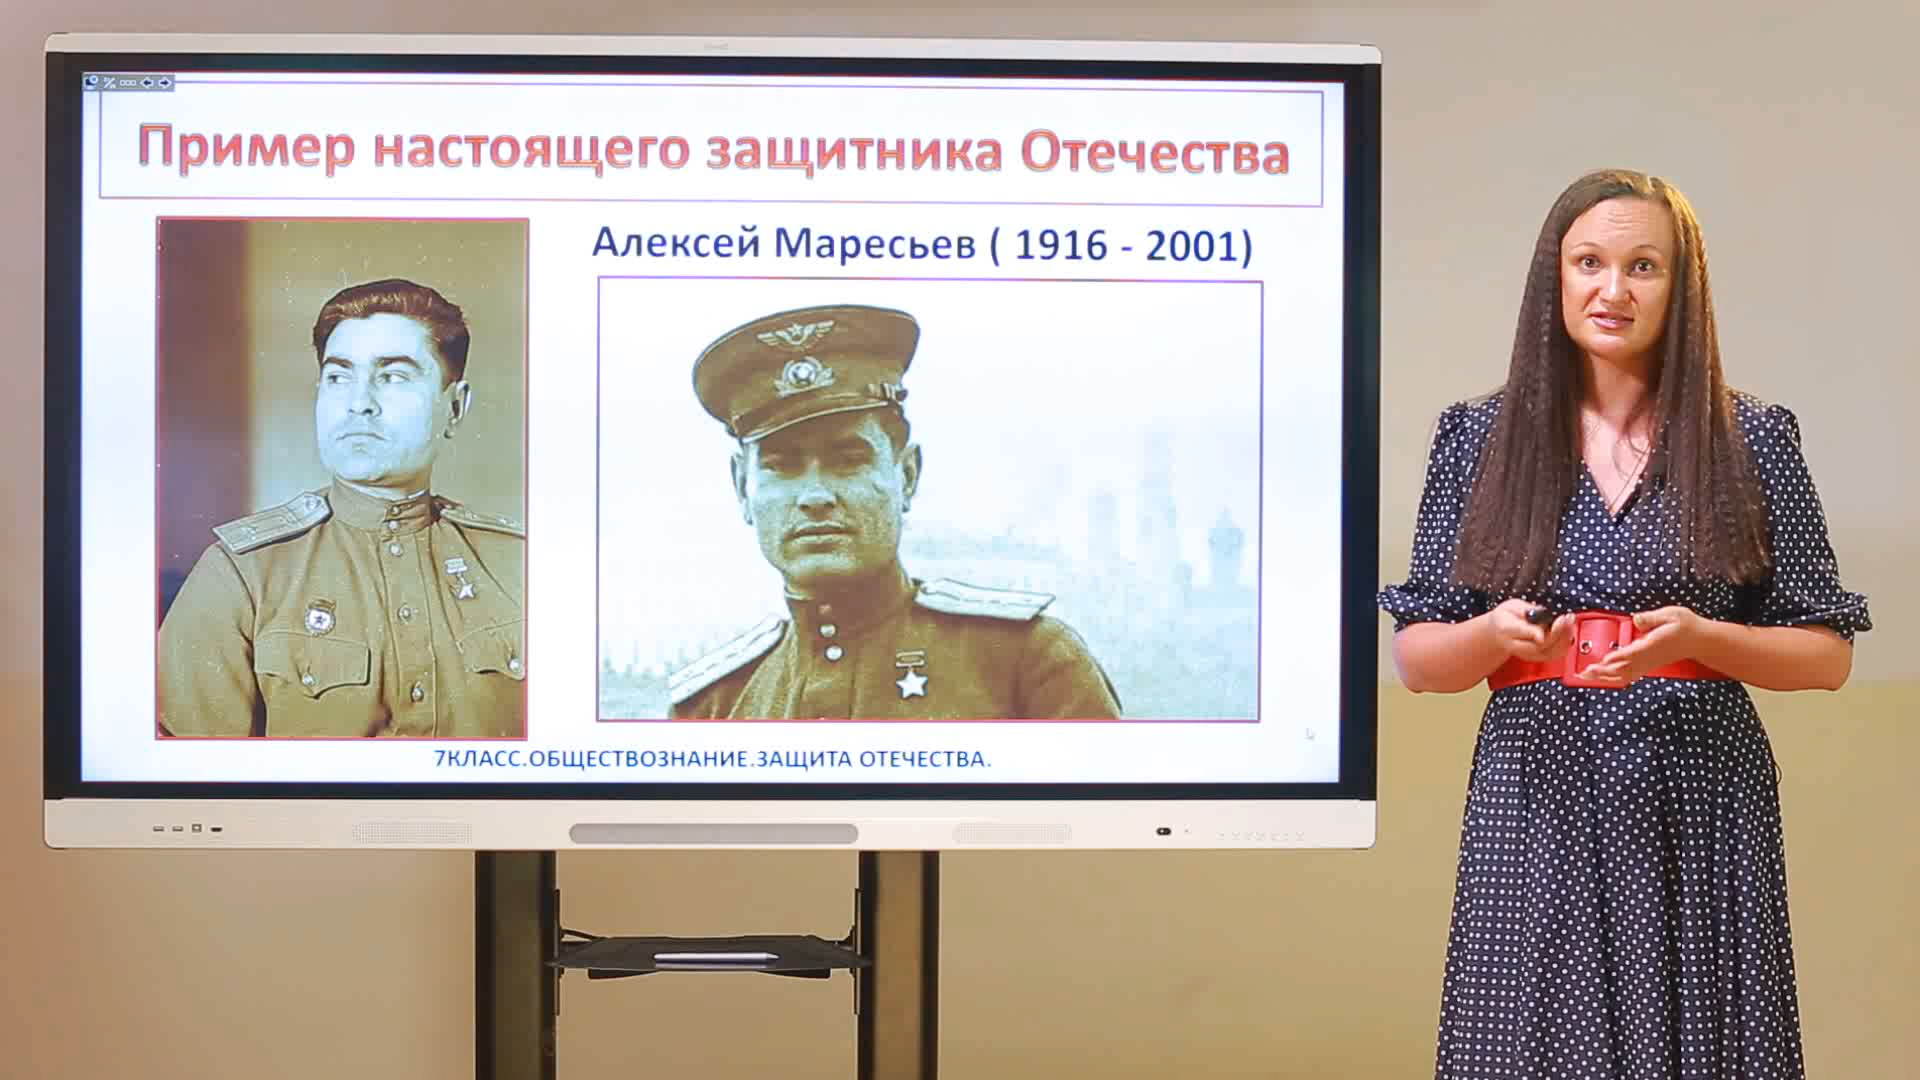 Пример настоящего защитника Отечества
Алексей Маресьев ( 1916 - 2001)
7КЛАСС.ОБЩЕСТВОЗНАНИЕ.ЗАЩИТА ОТЕЧЕСТВА.